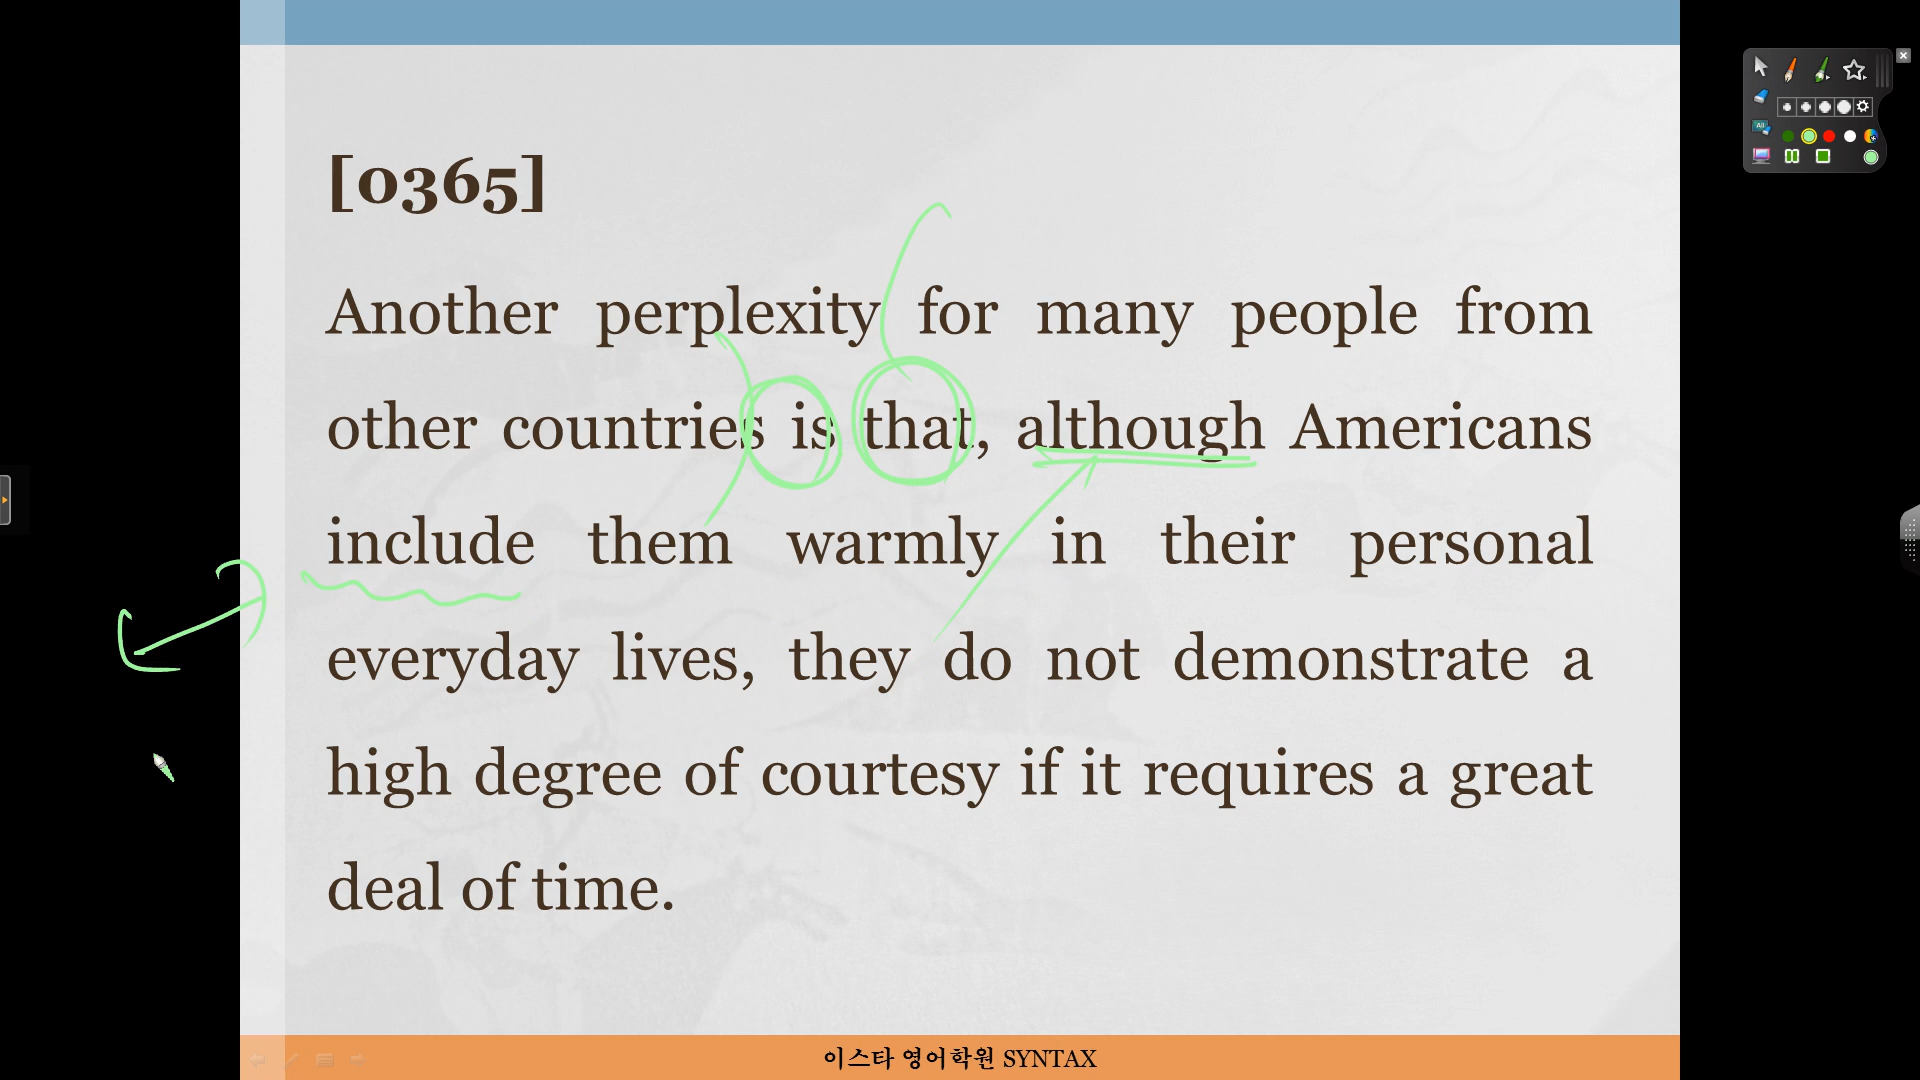 [0365]
Another perplexity for many people from
other countries is that, although Americans
include them warmly in their personal
everyday lives, they do not demonstrate a
high degree of courtesy if it requires a great
deal of time.
이스타 영어학원 SYNTAX